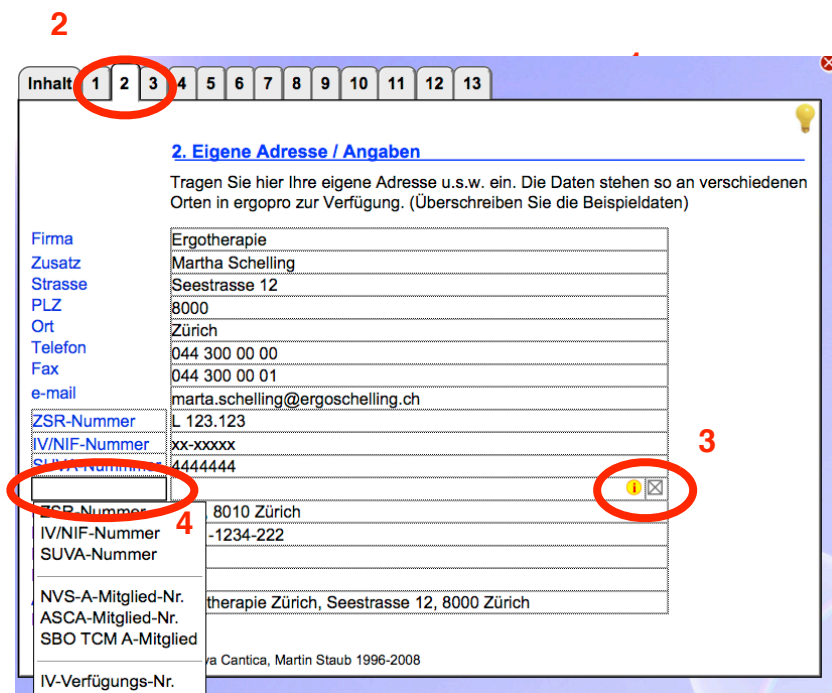 2
Inhalt 1 2 3 4 5 6 7 8 9 10 11 12 13
2. Eigene Adresse / Angaben
Tragen Sie hier Ihre eigene Adresse u.s.w. ein. Die Daten stehen so an verschiedenen
Orten in ergopro zur Verfügung. (Überschreiben Sie die Beispieldaten)
Firma Ergotherapie
Zusatz Martha Schelling
Strasse Seestrasse 12
PLZ 8000
Ort Zürich
Telefon 044 300 00 00
Fax 044 300 00 01
e-mail marta.schelling@ergoschelling.ch
ZSR-Nummer L 123.123
IV/NIF-Nummer xx-xxxxx
SUVA-Nummmer 4444444
3
i
ZSR-Nummer , 8010 Zürich
4
IV/NIF-Nummer -1234-222
SUVA-Nummer
NVS-A-Mitglied-Nr.
ASCA-Mitglied-Nr. therapie Zürich, Seestrasse 12, 8000 Zürich
SBO TCM A-Mitglied
va Cantica, Martin Staub 1996-2008
IV-Verfügungs-Nr.